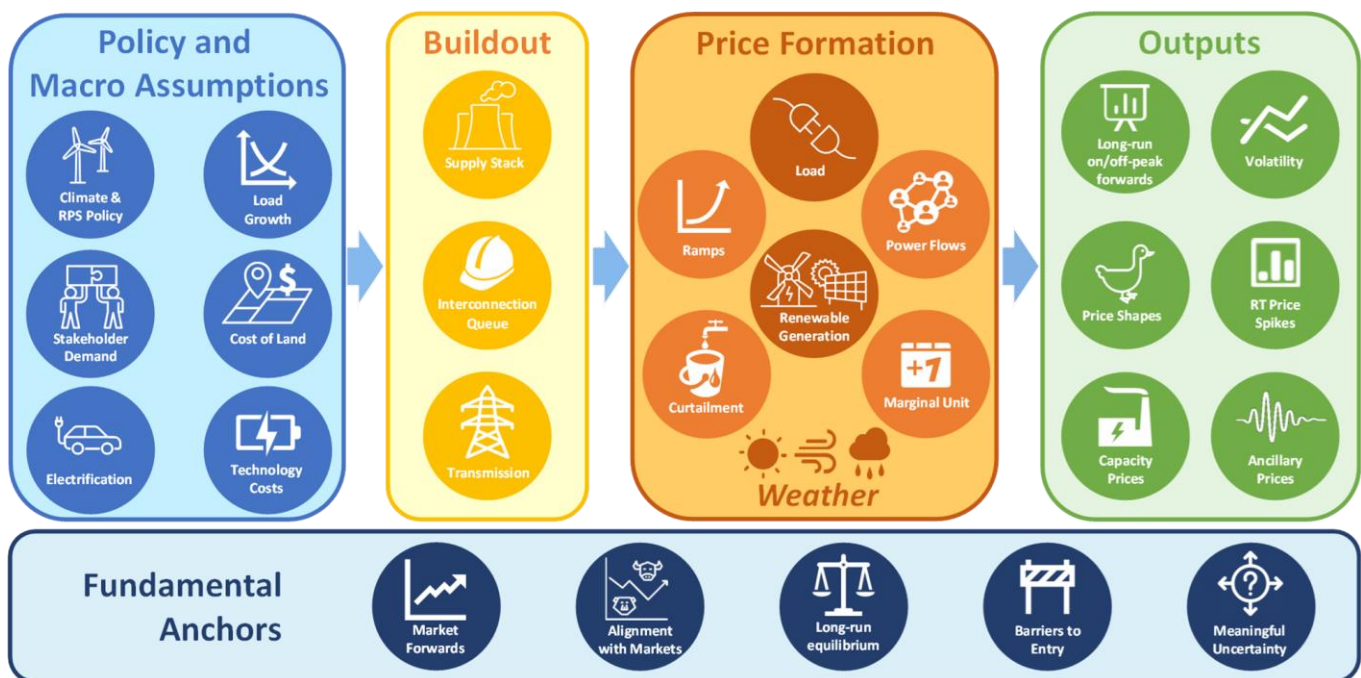 Policy and
Macro Assumptions
Climate &
RPS Policy
Load
Growth
Stakeholder
Demand
$
Cost of Land
Electrification
Technology
Costs
Buildout
Supply Stack
Interconnection
Queue
Transmission
Price Formation
Load
Ramps
Power Flows
Renewable
Generation
Curtailment
+1
Marginal Unit
Weather
Outputs
Long-run
on/off-peak
forwards
Volatility
Price Shapes
RT Price
Spikes
Capacity
Prices
Ancillary
Prices
Fundamental
Anchors
Market
Forwards
Alignment
with Markets
Long-run
equilibrium
Barriers to
Entry
?
Meaningful
Uncertainty